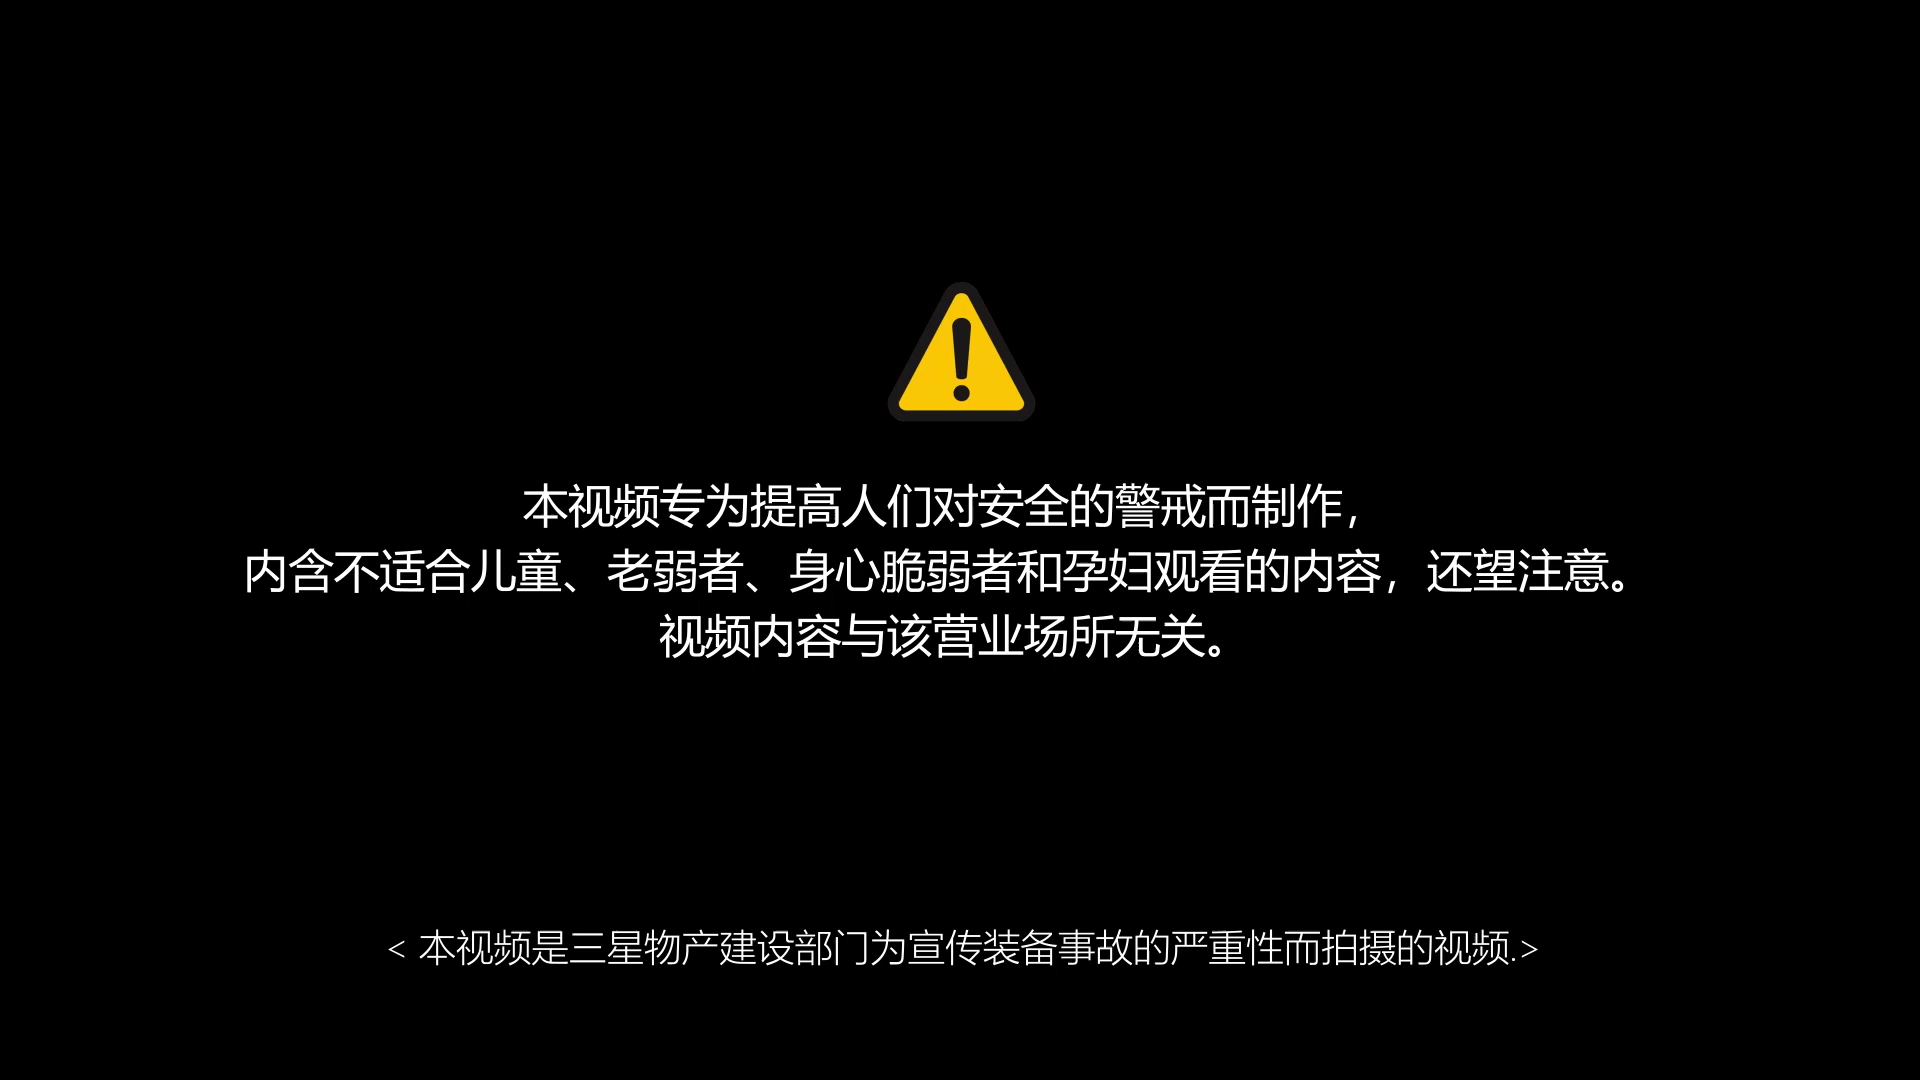 本视频专为提高人们对安全的警戒而制作，
内含不适合儿童、老弱者、身心脆弱者和孕妇观看的内容，还望注意。
视频内容与该营业场所无关。
< 本视频是三星物产建设部门为宣传装备事故的严重性而拍摄的视频.>